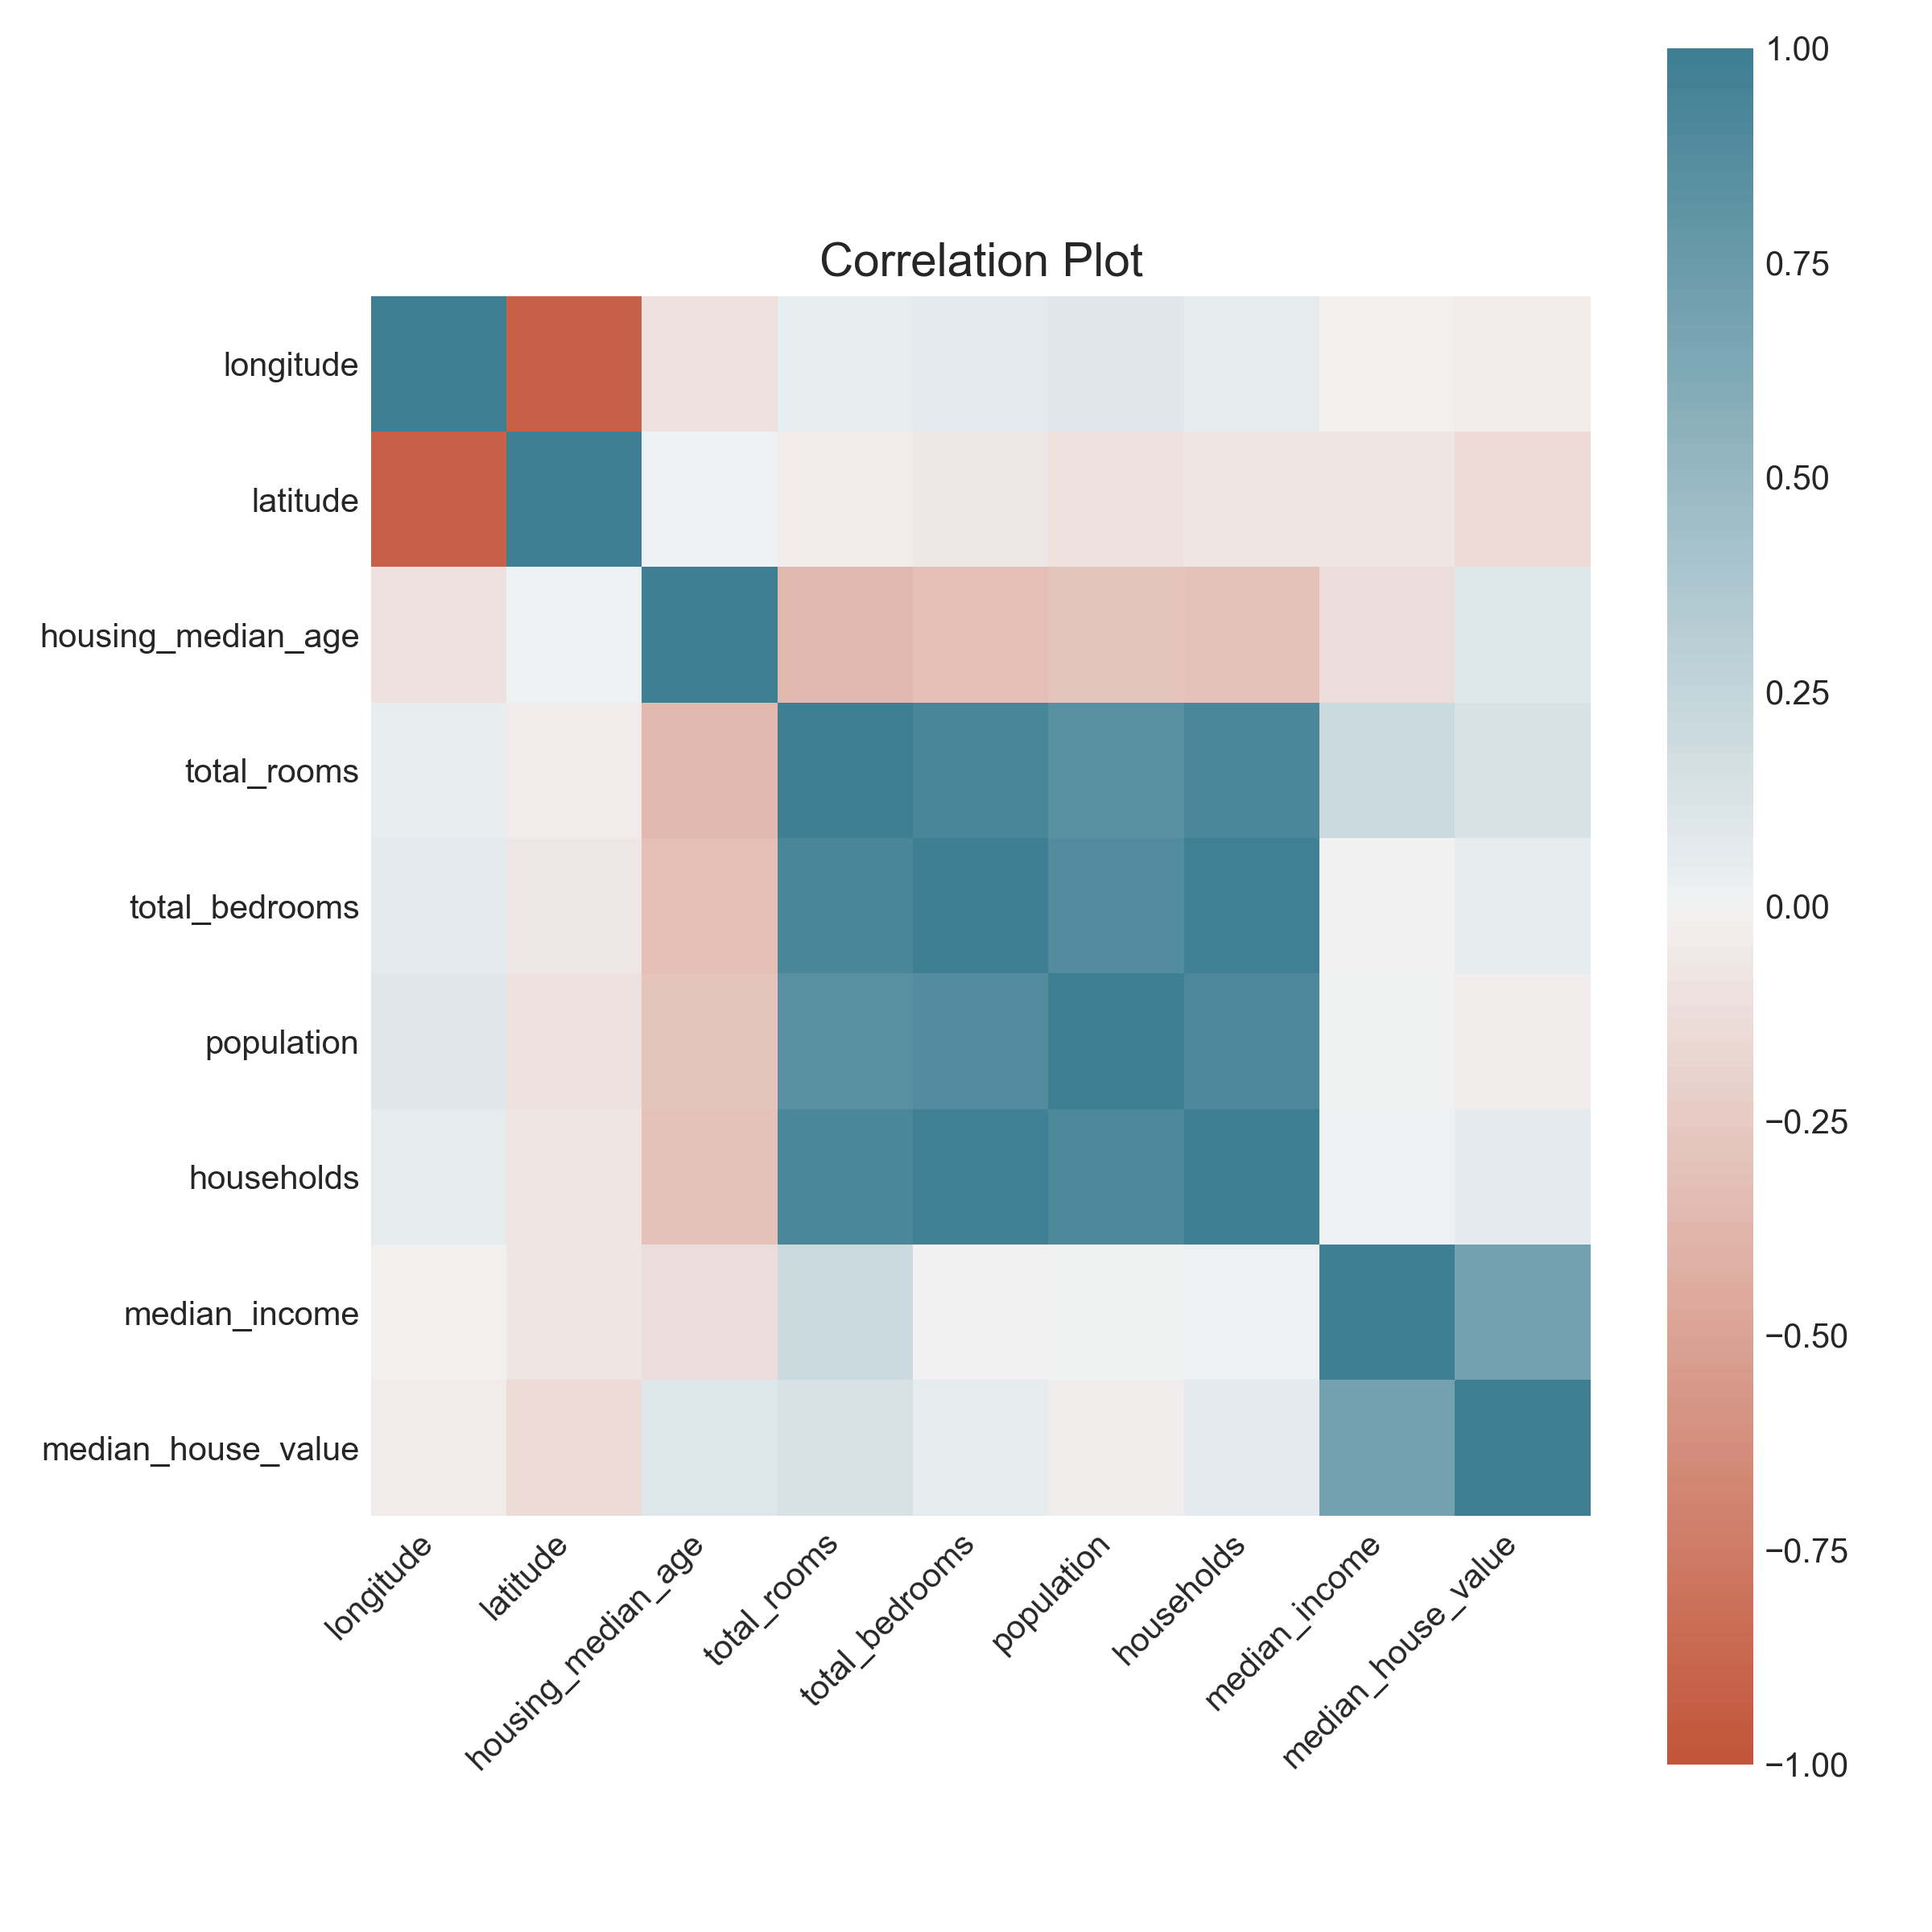 Correlation Plot
longitude
latitude
housing_median_age
total_rooms
total_bedrooms
population
households
median_income
median_house_value
longitude
latitude
housing_median_age
total_rooms
total_bedrooms
population
households
median_income
median_house_value
1.00
0.75
0.50
0.25
0.00
−0.25
−0.50
−0.75
−1.00